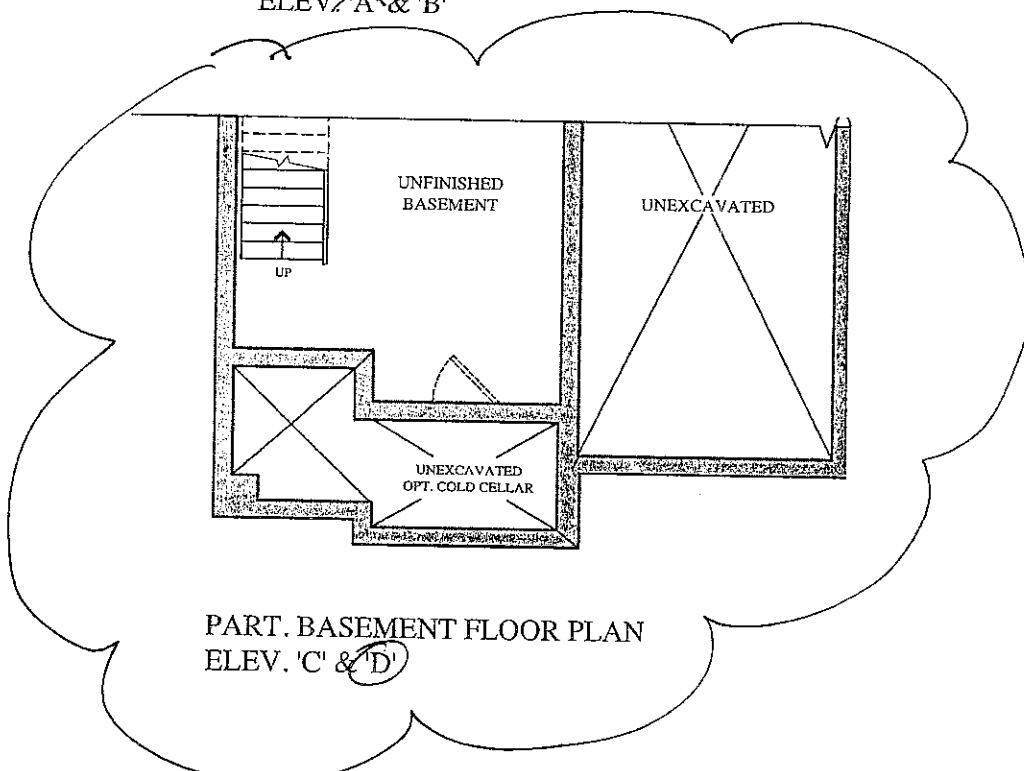 ELEV. 'A' & 'B'
UNFINISHED
BASEMENT
UNEXCAVATED
UP
UNEXCAVATED
OPT. COLD CELLAR
PART. BASEMENT FLOOR PLAN
ELEV. 'C' & 'D'